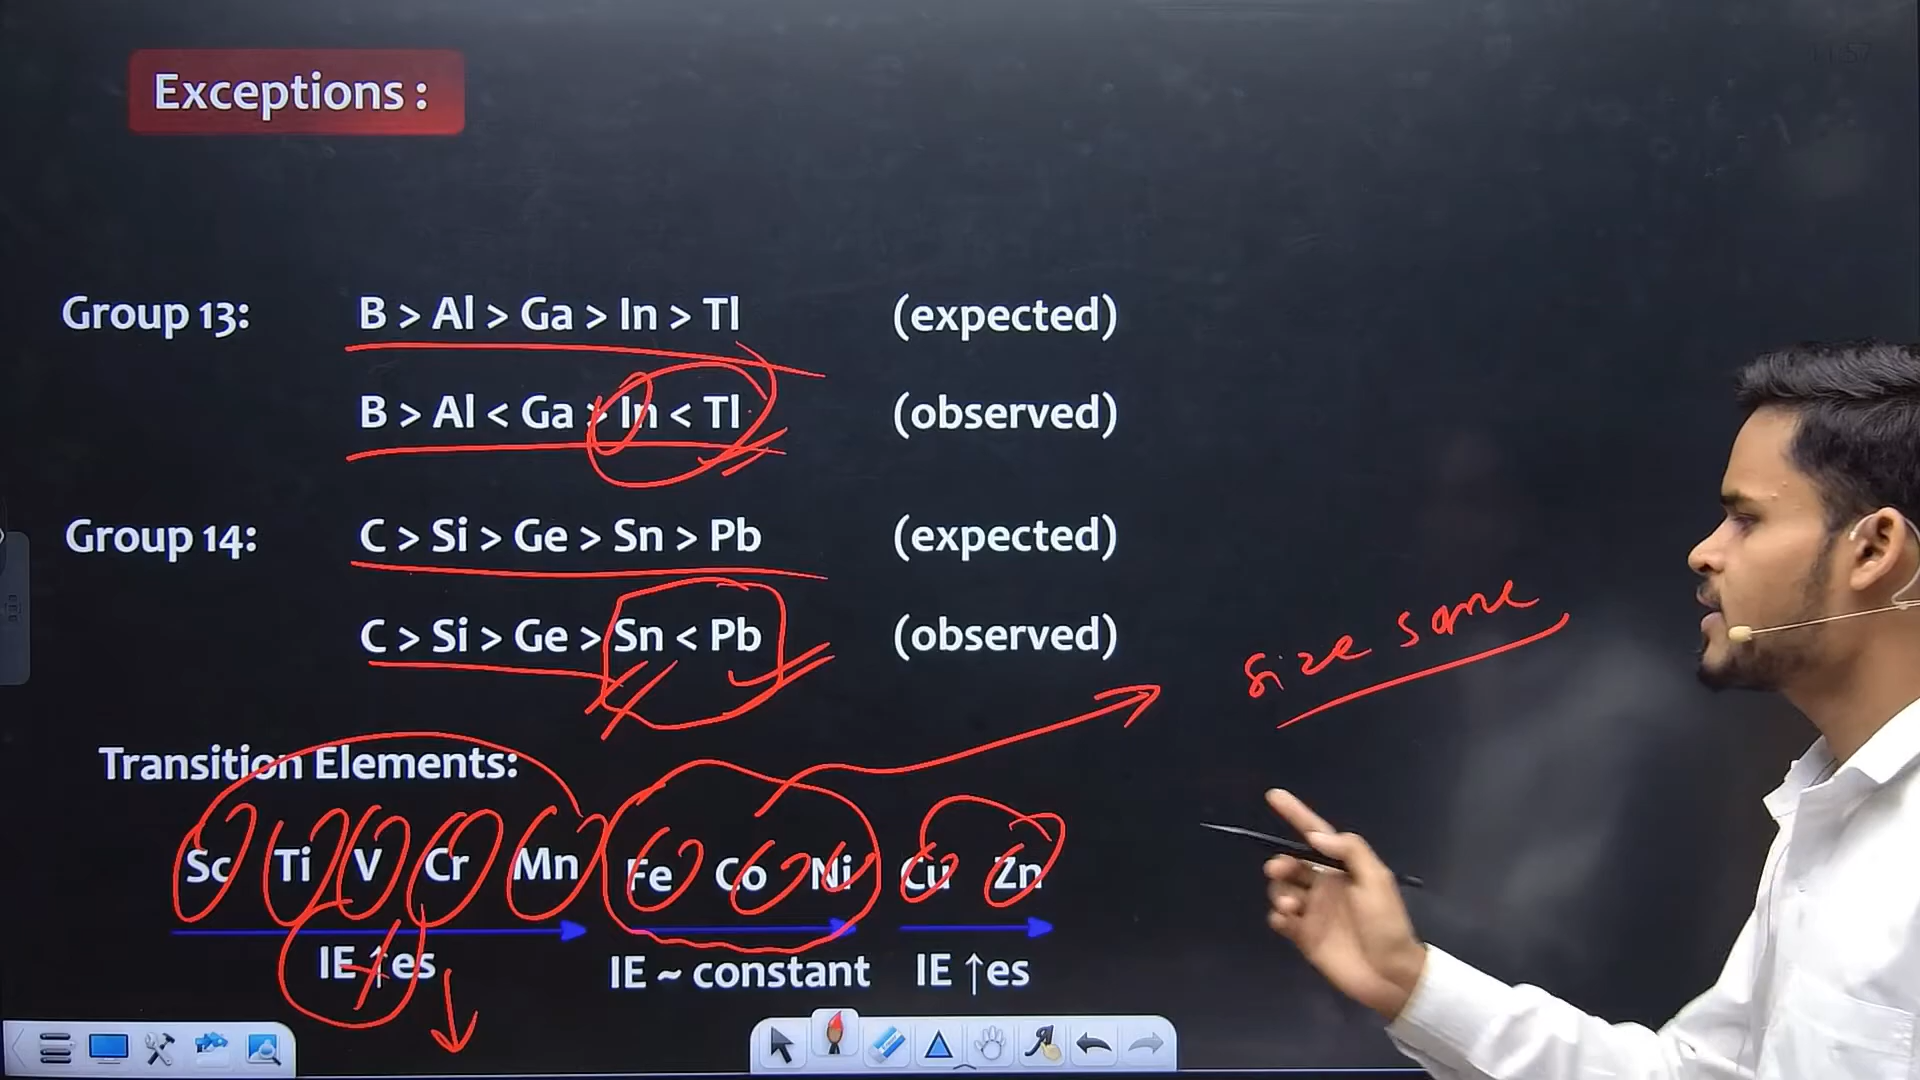 Exceptions :
Group 13: B > Al > Ga > In > Tl (expected)
B > Al < Ga > In < Tl (observed)
Group 14: C > Si > Ge > Sn > Pb (expected)
C > Si > Ge > Sn < Pb (observed)
size same
Transition Elements:
Sc Ti V Cr Mn Fe Co Ni Cu Zn
IE ↑es IE ~ constant IE ↑es